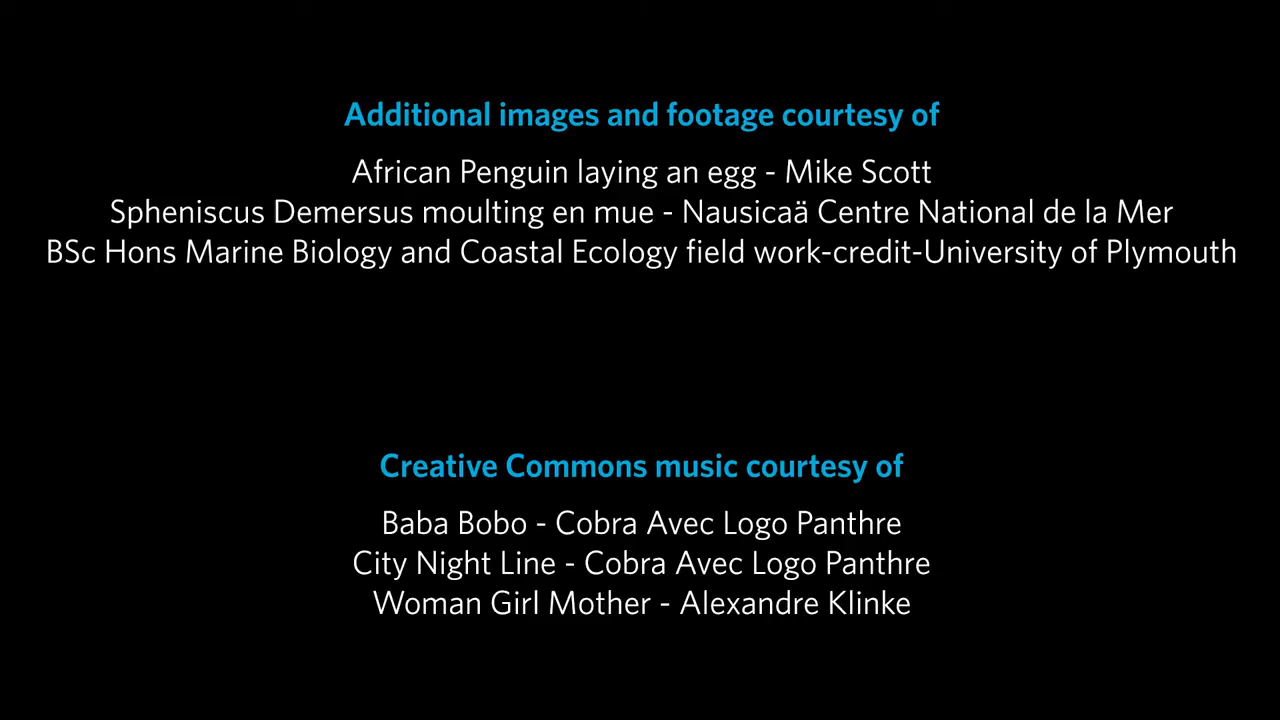 Additional images and footage courtesy of
African Penguin laying an egg - Mike Scott
Spheniscus Demersus moulting en mue - Nausicaä Centre National de la Mer
BSc Hons Marine Biology and Coastal Ecology field work-credit-University of Plymouth
Creative Commons music courtesy of
Baba Bobo - Cobra Avec Logo Panthre
City Night Line - Cobra Avec Logo Panthre
Woman Girl Mother - Alexandre Klinke